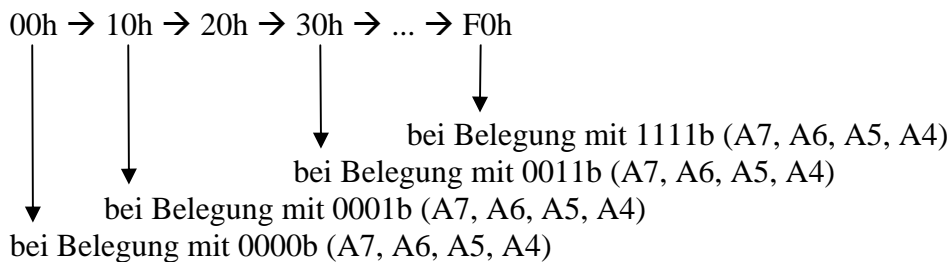 00h → 10h → 20h → 30h → ... → F0h
bei Belegung mit 1111b (A7, A6, A5, A4)
bei Belegung mit 0011b (A7, A6, A5, A4)
bei Belegung mit 0001b (A7, A6, A5, A4)
bei Belegung mit 0000b (A7, A6, A5, A4)